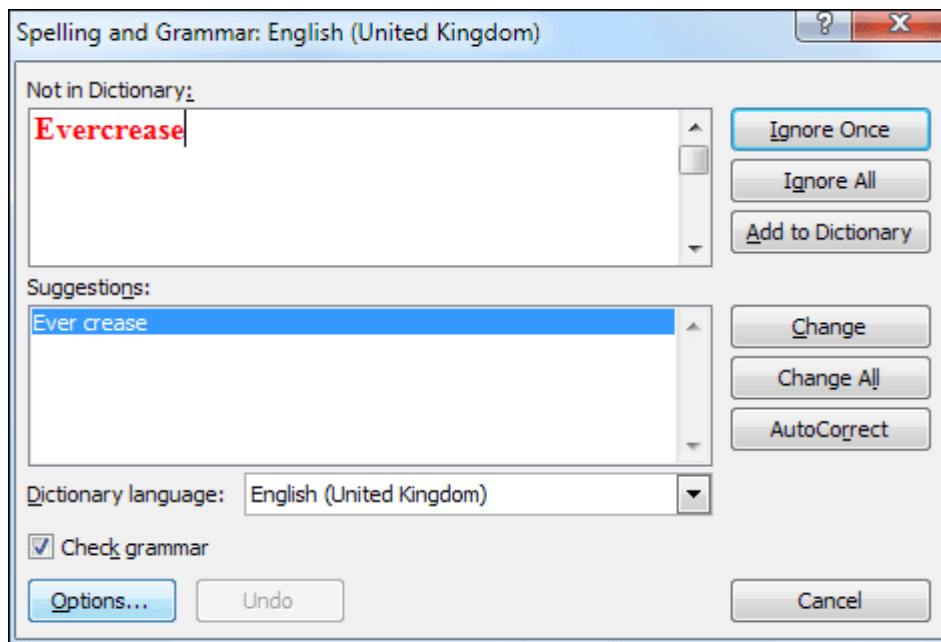 Spelling and Grammar: English (United Kingdom)
?
Not in Dictionary:
Evercrease
Ignore Once
Ignore All
Add to Dictionary
Suggestions:
Ever crease
Change
Change All
AutoCorrect
Dictionary language: English (United Kingdom)
Check grammar
Options... Undo Cancel